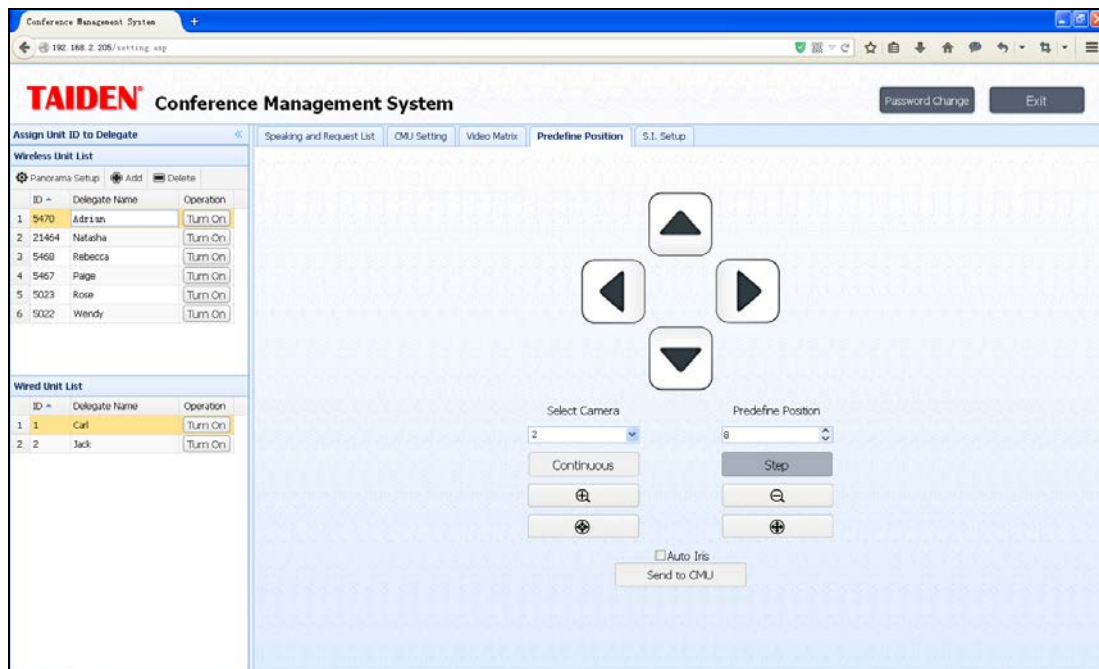 Conference Management System
192.168.2.205/setting.asp
TAIDEN® Conference Management System
Password Change
Exit
Assign Unit ID to Delegate
Speaking and Request List
CMU Setting
Video Matrix
Predefine Position
S.I. Setup
Wireless Unit List
Panorama Setup Add Delete
ID Delegate Name Operation
1 5470 Adrian Turn On
2 21464 Natasha Turn On
3 5468 Rebecca Turn On
4 5467 Paige Turn On
5 5023 Rose Turn On
6 5022 Wendy Turn On
Wired Unit List
ID Delegate Name Operation
1 1 Carl Turn On
2 2 Jack Turn On
Select Camera Predefine Position
2 8
Continuous Step
Auto Iris
Send to CMU